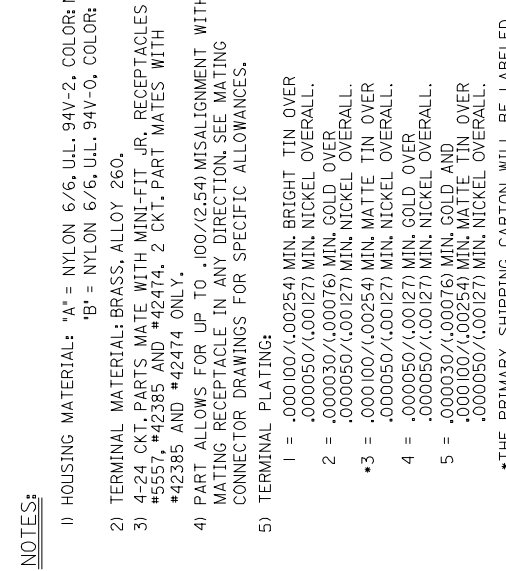 NOTES:
1) HOUSING MATERIAL: "A" = NYLON 6/6, U.L. 94V-2, COLOR:
"B" = NYLON 6/6, U.L. 94V-0, COLOR:
2) TERMINAL MATERIAL: BRASS, ALLOY 260.
3) 4-24 CKT. PARTS MATE WITH MINI-FIT JR. RECEPTACLES
#5557, #42385 AND #42474. 2 CKT. PART MATES WITH
#42385 AND #42474 ONLY.
4) PART ALLOWS FOR UP TO .100/(2.54) MISALIGNMENT WITH
MATING RECEPTACLE IN ANY DIRECTION. SEE MATING
CONNECTOR DRAWINGS FOR SPECIFIC ALLOWANCES.
5) TERMINAL PLATING:
1 = .000100/(.00254) MIN. BRIGHT TIN OVER
.000050/(.00127) MIN. NICKEL OVERALL.
2 = .000030/(.00076) MIN. GOLD OVER
.000050/(.00127) MIN. NICKEL OVERALL.
*3 = .000100/(.00254) MIN. MATTE TIN OVER
.000050/(.00127) MIN. NICKEL OVERALL.
4 = .000050/(.00127) MIN. GOLD OVER
.000050/(.00127) MIN. NICKEL OVERALL.
5 = .000030/(.00076) MIN. GOLD AND
.000100/(.00254) MIN. MATTE TIN OVER
.000050/(.00127) MIN. NICKEL OVERALL.
*THE PRIMARY SHIPPING CARTON WILL BE LABELED